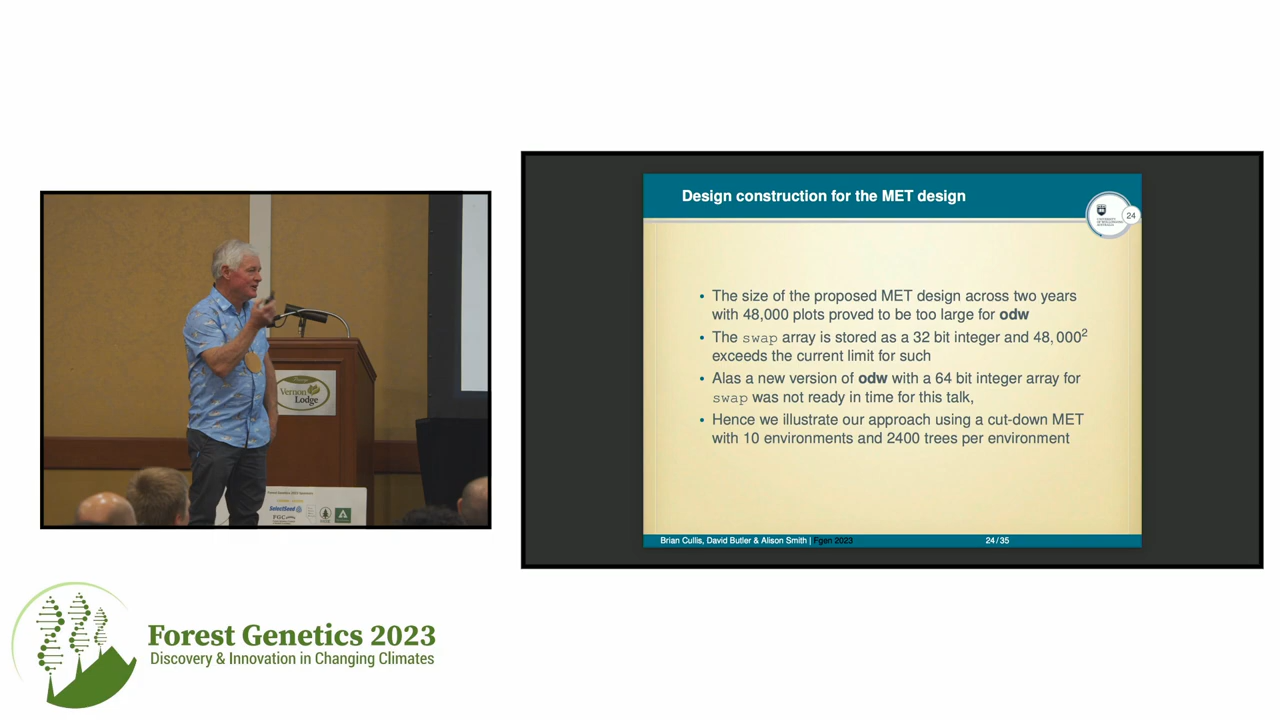 Design construction for the MET design
24
• The size of the proposed MET design across two years
with 48,000 plots proved to be too large for odw
• The swap array is stored as a 32 bit integer and 48,000²
exceeds the current limit for such
• Alas a new version of odw with a 64 bit integer array for
swap was not ready in time for this talk,
• Hence we illustrate our approach using a cut-down MET
with 10 environments and 2400 trees per environment
Brian Cullis, David Butler & Alison Smith | Fgen 2023
24/35
Vernon
Lodge
SelectSeed
FGC
Forest Genetics 2023
Discovery & Innovation in Changing Climates